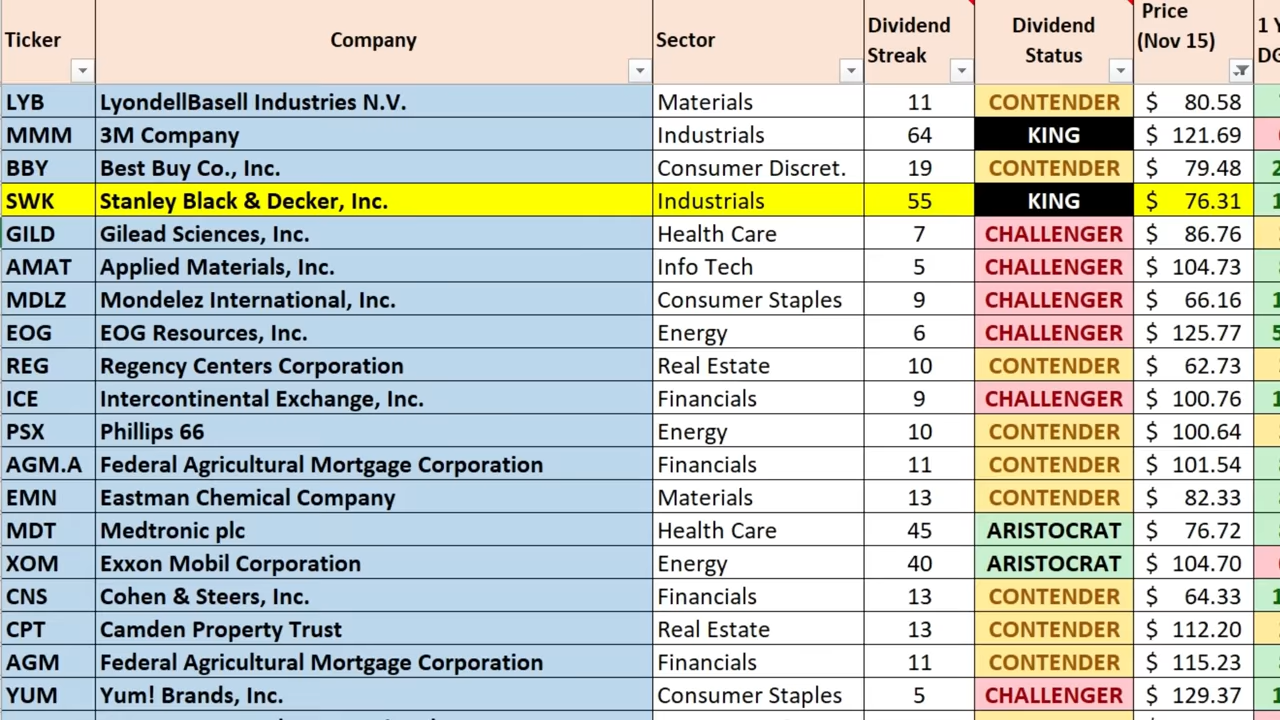 Ticker Company Sector Dividend Streak Dividend Status Price (Nov 15) 1 Y DG
LYB LyondellBasell Industries N.V. Materials 11 CONTENDER $ 80.58
MMM 3M Company Industrials 64 KING $ 121.69
BBY Best Buy Co., Inc. Consumer Discret. 19 CONTENDER $ 79.48
SWK Stanley Black & Decker, Inc. Industrials 55 KING $ 76.31
GILD Gilead Sciences, Inc. Health Care 7 CHALLENGER $ 86.76
AMAT Applied Materials, Inc. Info Tech 5 CHALLENGER $ 104.73
MDLZ Mondelez International, Inc. Consumer Staples 9 CHALLENGER $ 66.16
EOG EOG Resources, Inc. Energy 6 CHALLENGER $ 125.77
REG Regency Centers Corporation Real Estate 10 CONTENDER $ 62.73
ICE Intercontinental Exchange, Inc. Financials 9 CHALLENGER $ 100.76
PSX Phillips 66 Energy 10 CONTENDER $ 100.64
AGM.A Federal Agricultural Mortgage Corporation Financials 11 CONTENDER $ 101.54
EMN Eastman Chemical Company Materials 13 CONTENDER $ 82.33
MDT Medtronic plc Health Care 45 ARISTOCRAT $ 76.72
XOM Exxon Mobil Corporation Energy 40 ARISTOCRAT $ 104.70
CNS Cohen & Steers, Inc. Financials 13 CONTENDER $ 64.33
CPT Camden Property Trust Real Estate 13 CONTENDER $ 112.20
AGM Federal Agricultural Mortgage Corporation Financials 11 CONTENDER $ 115.23
YUM Yum! Brands, Inc. Consumer Staples 5 CHALLENGER $ 129.37